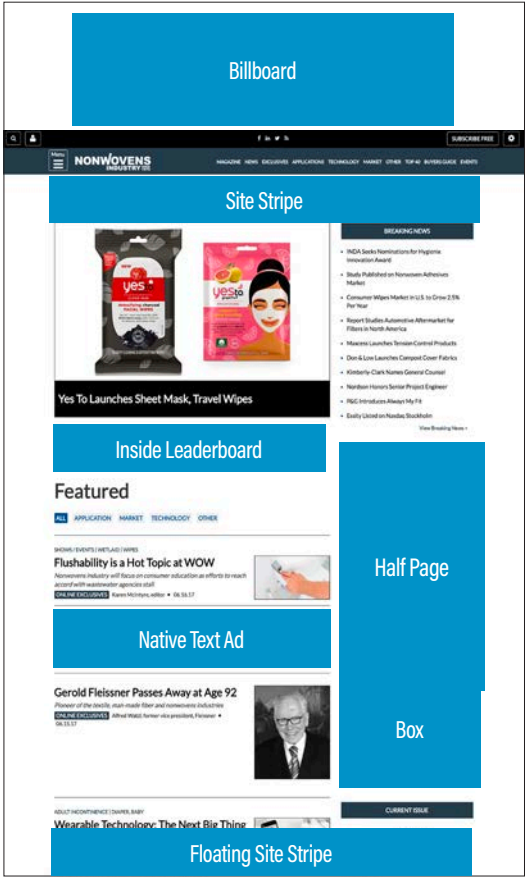 Billboard
SUBSCRIBE FREE
Menu
NONWOVENS
INDUSTRY
MAGAZINE NEWS EXCLUSIVES APPLICATIONS TECHNOLOGY MARKET OTHER TOP 40 BUYERS GUIDE EVENTS
Site Stripe
BREAKING NEWS
INDA Seeks Nominations for Hygiene
Innovation Award
Study Published on Nonwoven Adhesives
Market
Consumer Wipes Market in U.S. to Grow 2.5%
Per Year
Report Studies Automotive Aftermarket for
Filters in North America
Maxcess Launches Tension Control Products
Don & Low Launches Compost Cover Fabrics
Kimberly-Clark Names General Counsel
Nordson Honors Senior Project Engineer
P&G Introduces Always My Fit
Essity Listed on Nasdaq Stockholm
View Breaking News »
yes to
FACIAL WIPES
yes to
Yes To Launches Sheet Mask, Travel Wipes
Inside Leaderboard
Featured
ALL APPLICATION MARKET TECHNOLOGY OTHER
SHOWS / EVENTS | WETLAID | WIPES
Flushability is a Hot Topic at WOW
Nonwovens Industry will focus on consumer education as efforts to reach
accord with wastewater agencies stall
ONLINE EXCLUSIVES Karen McIntyre, editor • 06.16.17
Half Page
Native Text Ad
Gerold Fleissner Passes Away at Age 92
Pioneer of the textile, man-made fiber and nonwovens industries
ONLINE EXCLUSIVES Alfred Watzl, former vice president, Fleissner •
06.15.17
Box
ADULT INCONTINENCE | DIAPER, BABY
Wearable Technology: The Next Big Thing
CURRENT ISSUE
Floating Site Stripe